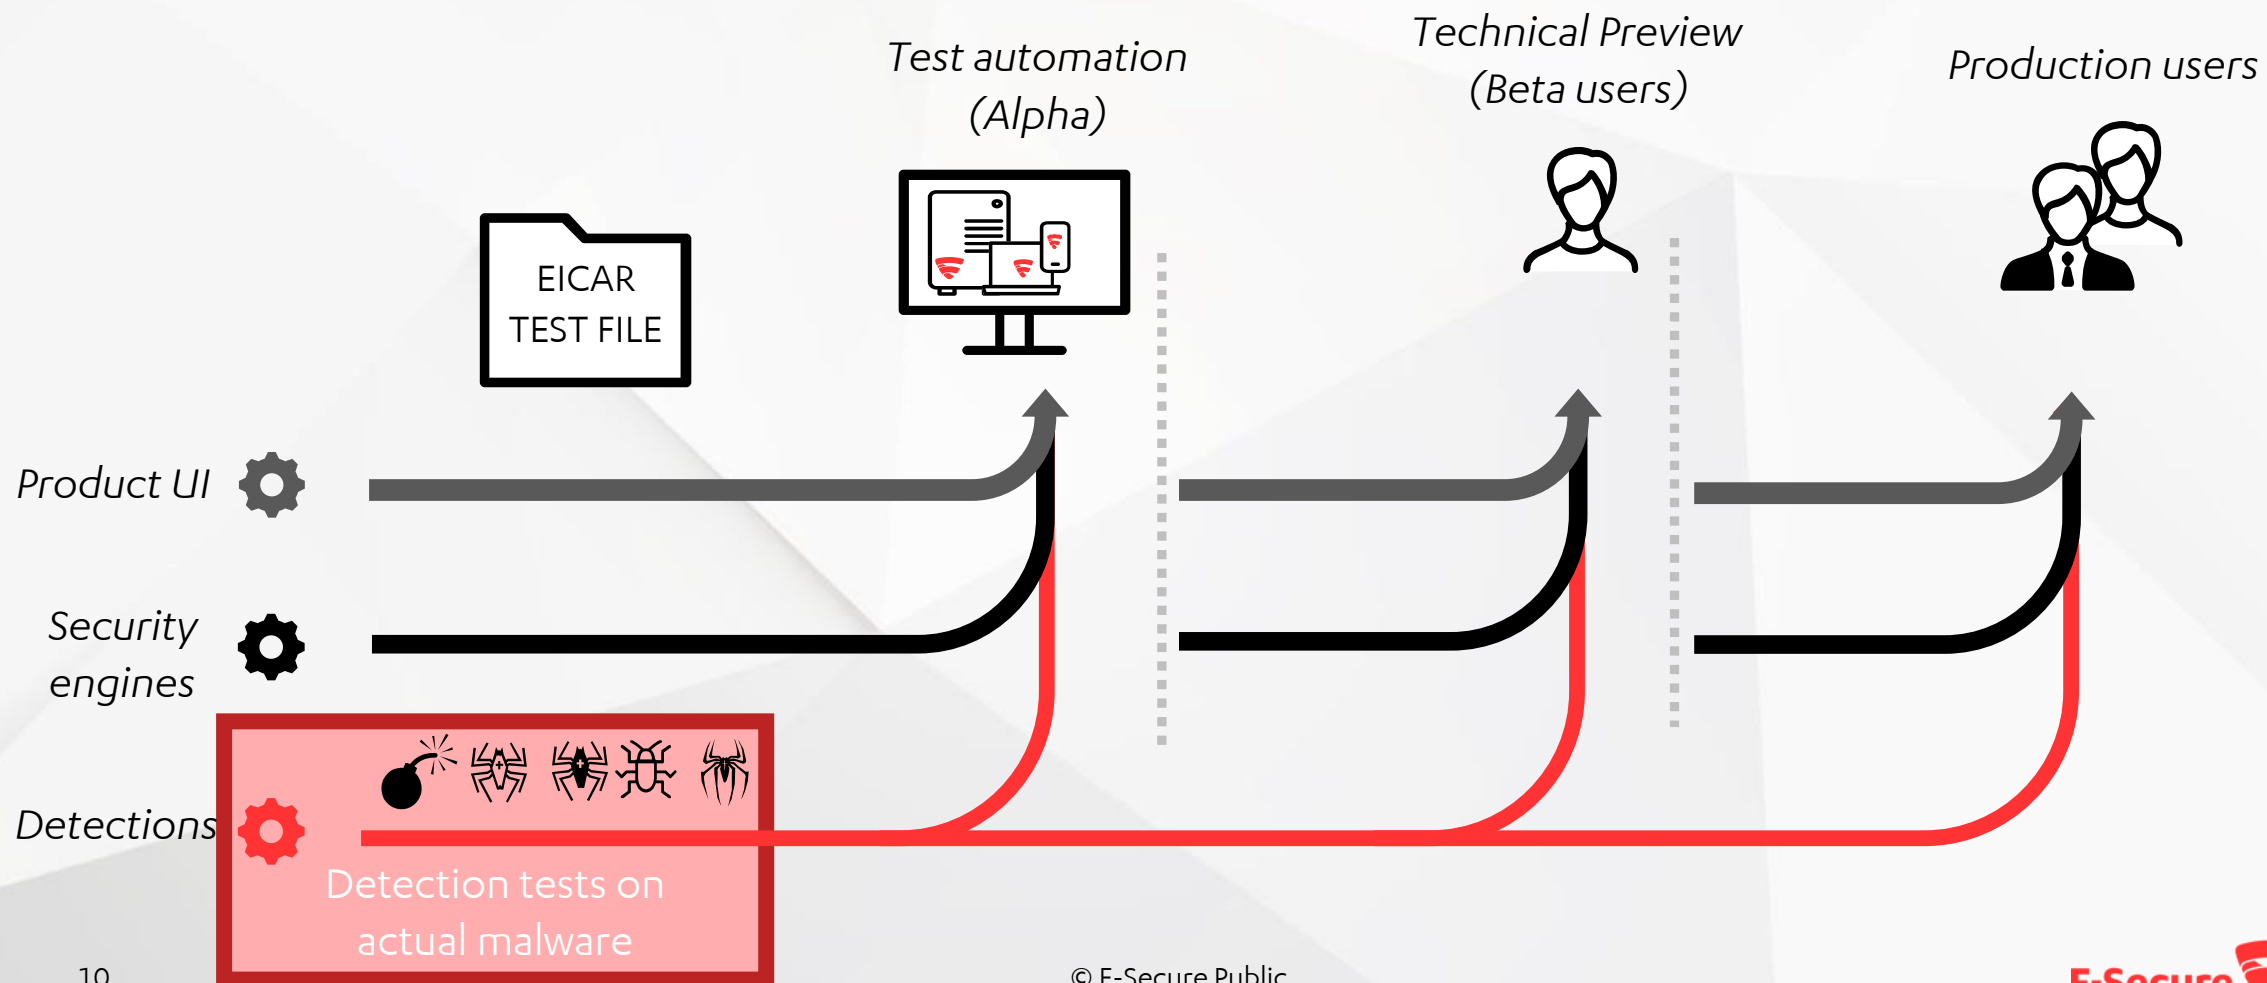 Test automation
(Alpha)
Technical Preview
(Beta users)
Production users
EICAR
TEST FILE
Product UI
Security
engines
Detections
Detection tests on
actual malware
10
© F-Secure Public
F-Secure